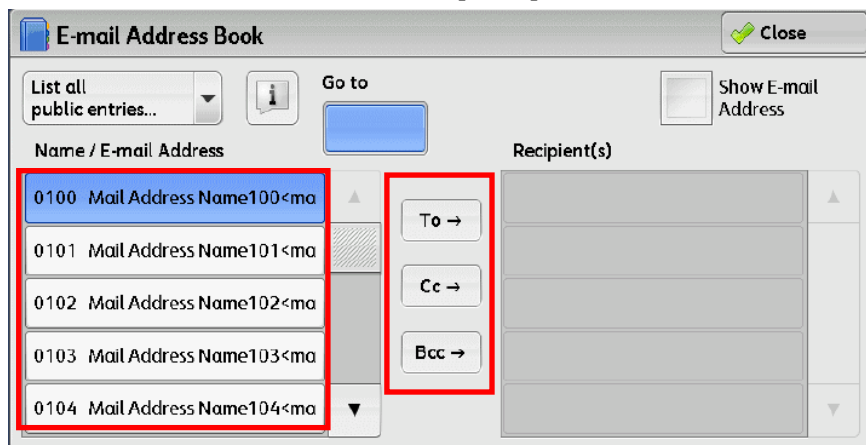 E-mail Address Book
Close
List all
public entries...
i
Go to
Show E-mail
Address
Name / E-mail Address
Recipient(s)
0100 Mail Address Name100<ma
0101 Mail Address Name101<ma
0102 Mail Address Name102<ma
0103 Mail Address Name103<ma
0104 Mail Address Name104<ma
To →
Cc →
Bcc →